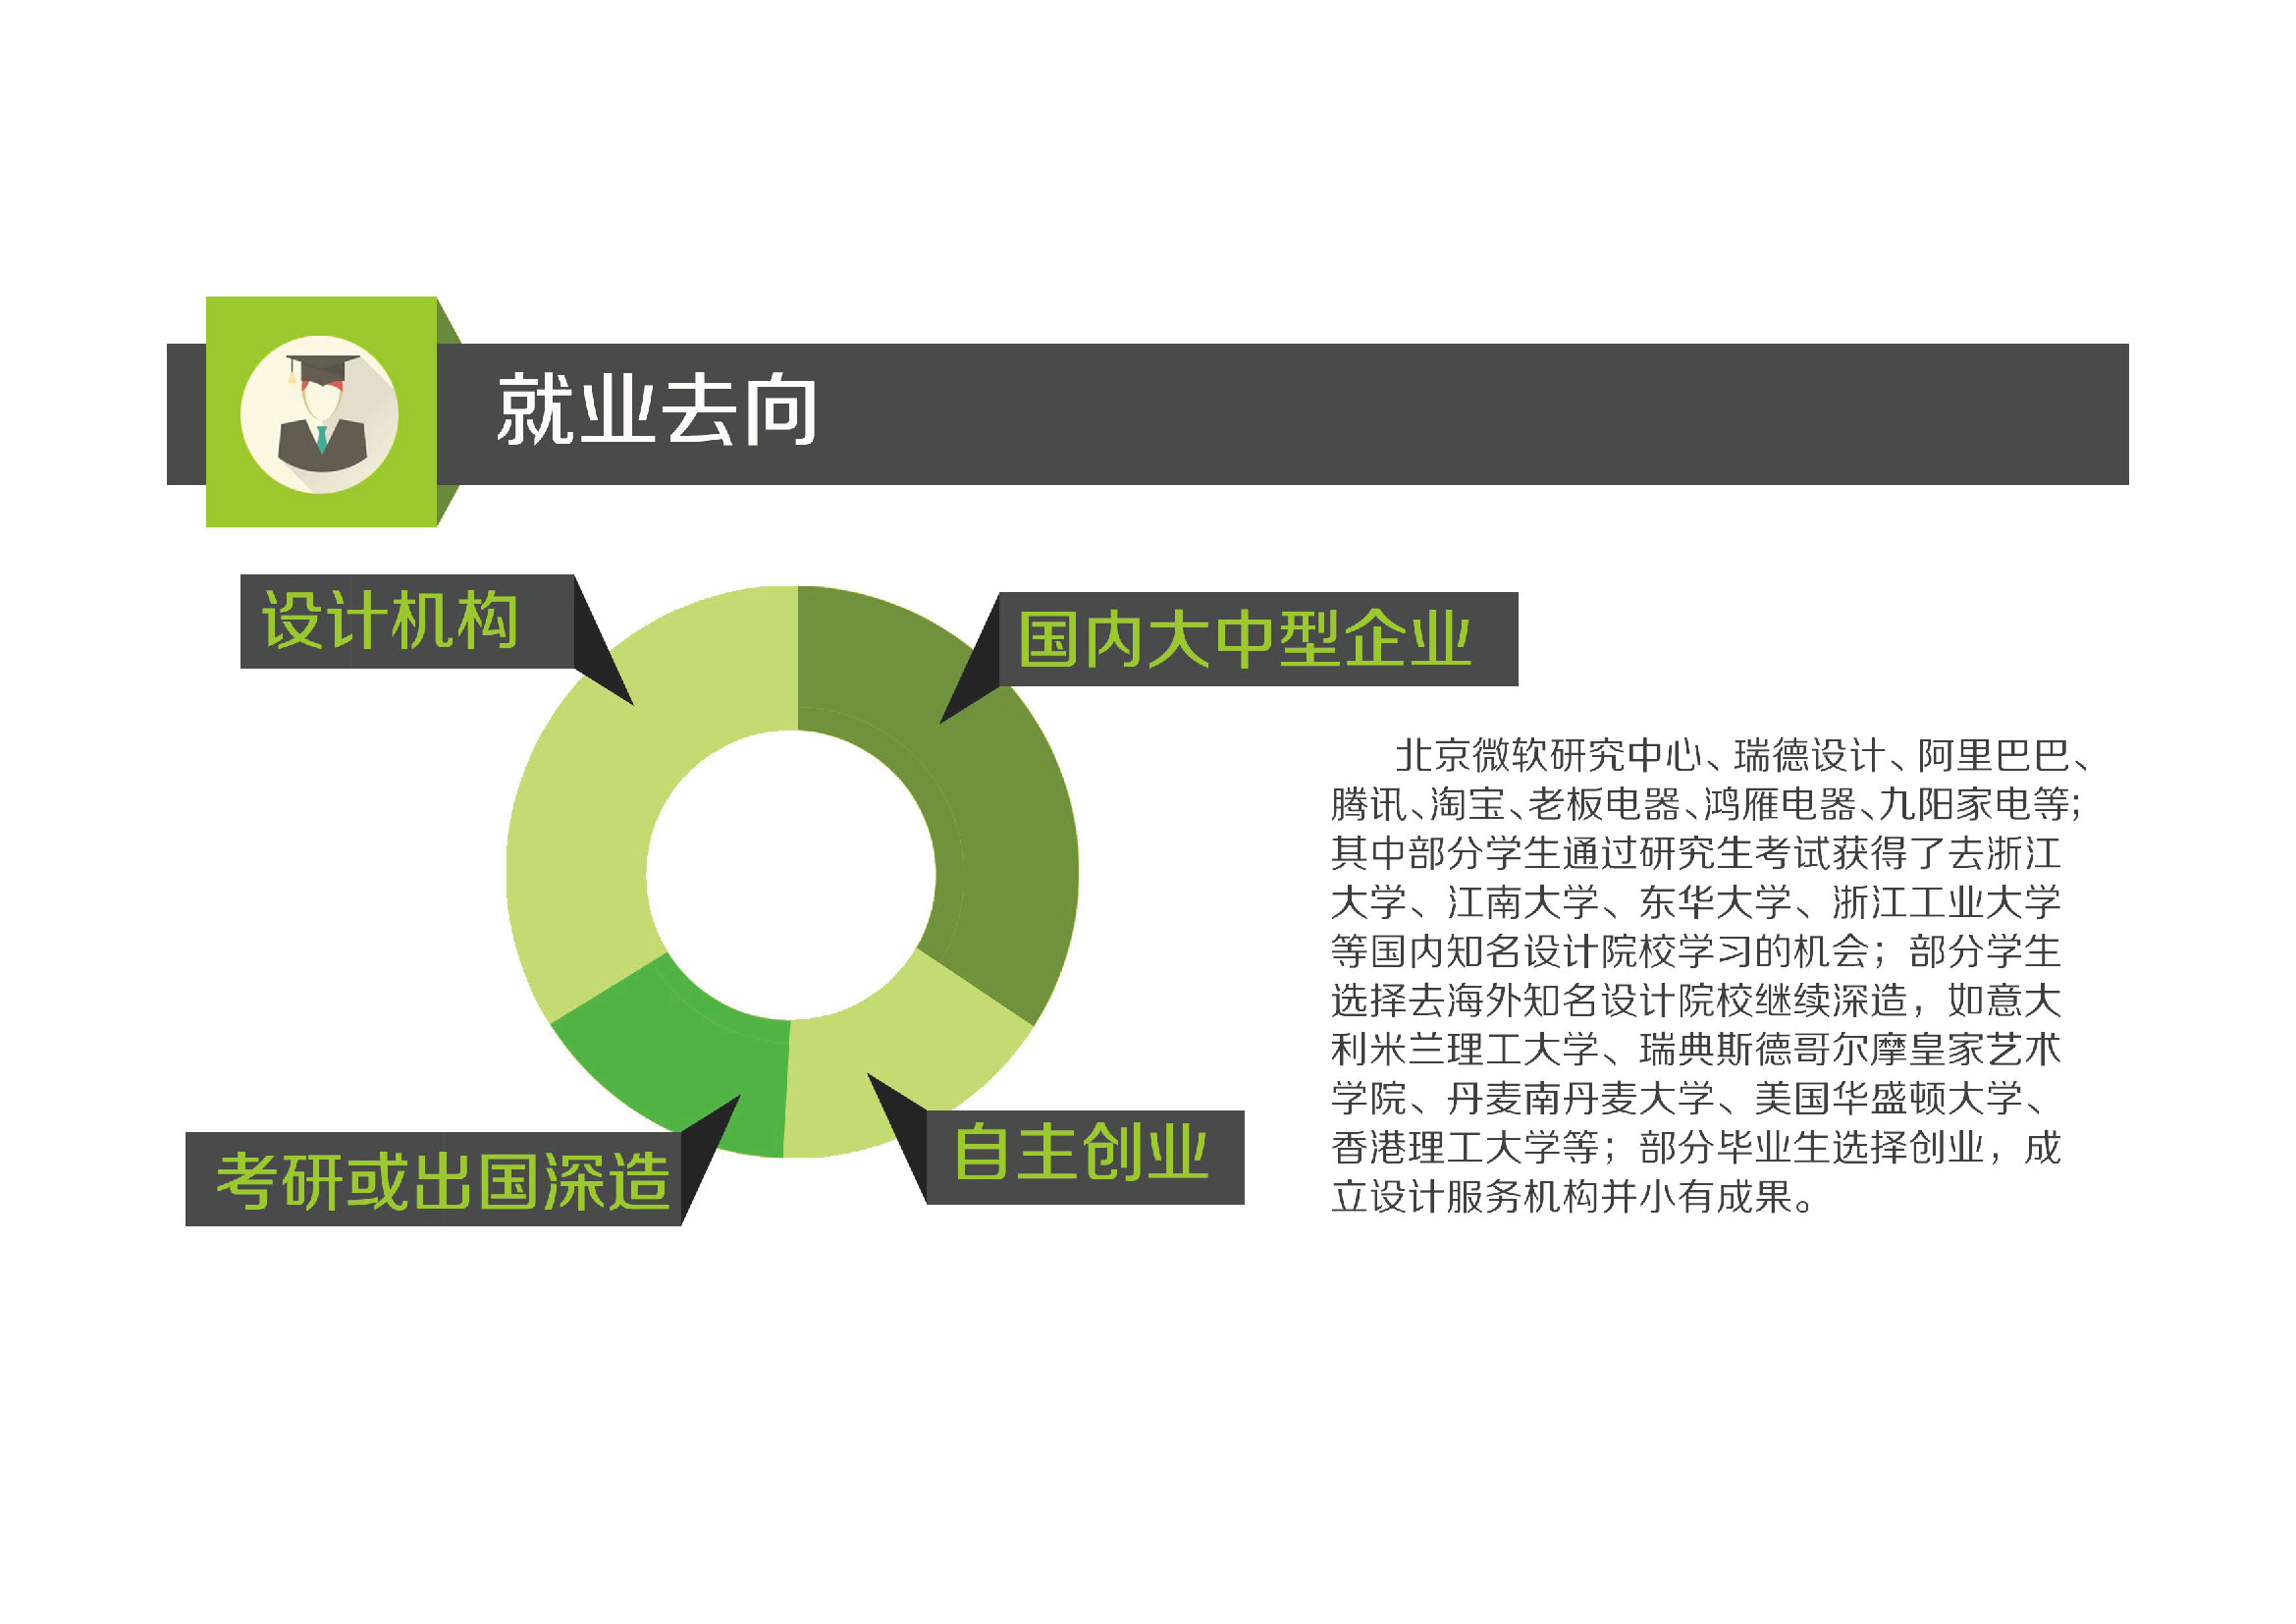 就业去向
设计机构
国内大中型企业
考研或出国深造
自主创业
北京微软研究中心、瑞德设计、阿里巴巴、
腾讯、淘宝、老板电器、鸿雁电器、九阳家电等；
其中部分学生通过研究生考试获得了去浙江
大学、江南大学、东华大学、浙江工业大学
等国内知名设计院校学习的机会；部分学生
选择去海外知名设计院校继续深造，如意大
利米兰理工大学、瑞典斯德哥尔摩皇家艺术
学院、丹麦南丹麦大学、美国华盛顿大学、
香港理工大学等；部分毕业生选择创业，成
立设计服务机构并小有成果。